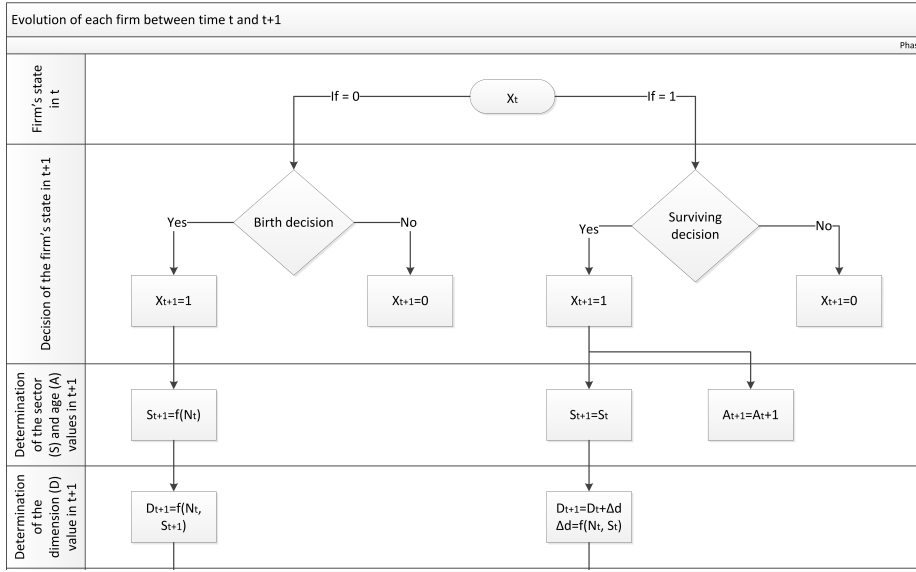 Evolution of each firm between time t and t+1
Phas
Firm's state
in t
If = 0
Xt
If = 1
Decision of the firm's state in t+1
Birth decision
Surviving
decision
Yes
No
Yes
No
Xt+1=1
Xt+1=0
Xt+1=1
Xt+1=0
Determination
of the sector
(S) and age (A)
values in t+1
St+1=f(Nt)
St+1=St
At+1=At+1
Determination
of the
dimension (D)
value in t+1
Dt+1=f(Nt,
St+1)
Dt+1=Dt+Δd
Δd=f(Nt, St)